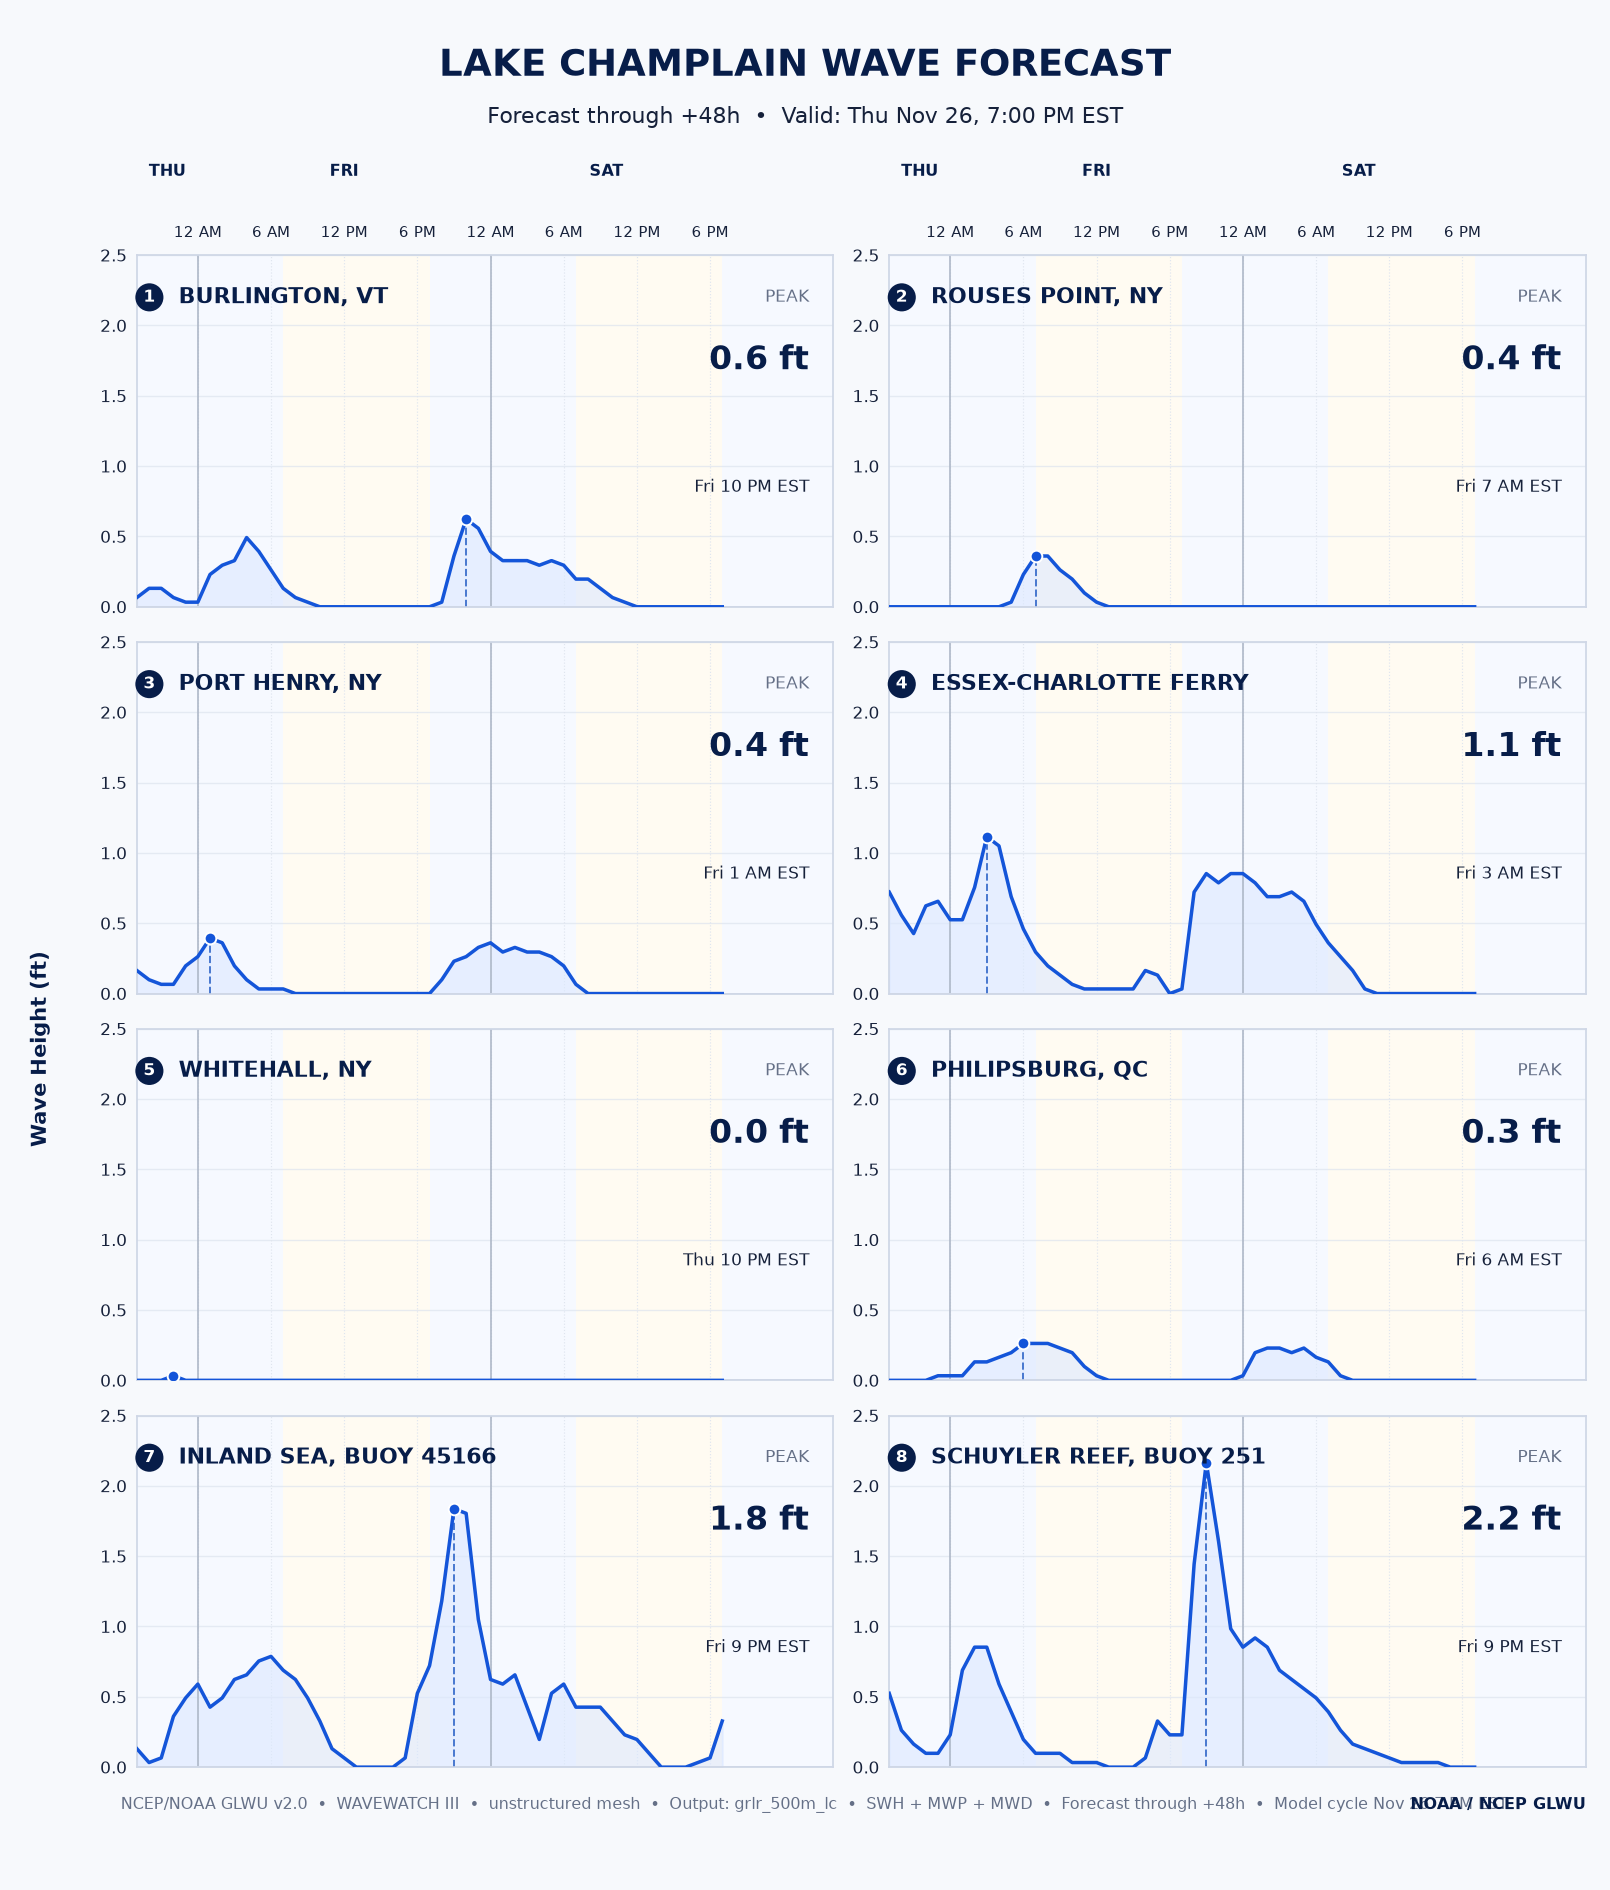 LAKE CHAMPLAIN WAVE FORECAST
Forecast through +48h • Valid: Thu Nov 26, 7:00 PM EST
THU FRI SAT THU FRI SAT
12 AM 6 AM 12 PM 6 PM 12 AM 6 AM 12 PM 6 PM 12 AM 6 AM 12 PM 6 PM 12 AM 6 AM 12 PM 6 PM
Wave Height (ft)
1 BURLINGTON, VT
PEAK
0.6 ft
Fri 10 PM EST
2.5
2.0
1.5
1.0
0.5
0.0
2 ROUSES POINT, NY
PEAK
0.4 ft
Fri 7 AM EST
2.5
2.0
1.5
1.0
0.5
0.0
3 PORT HENRY, NY
PEAK
0.4 ft
Fri 1 AM EST
2.5
2.0
1.5
1.0
0.5
0.0
4 ESSEX-CHARLOTTE FERRY
PEAK
1.1 ft
Fri 3 AM EST
2.5
2.0
1.5
1.0
0.5
0.0
5 WHITEHALL, NY
PEAK
0.0 ft
Thu 10 PM EST
2.5
2.0
1.5
1.0
0.5
0.0
6 PHILIPSBURG, QC
PEAK
0.3 ft
Fri 6 AM EST
2.5
2.0
1.5
1.0
0.5
0.0
7 INLAND SEA, BUOY 45166
PEAK
1.8 ft
Fri 9 PM EST
2.5
2.0
1.5
1.0
0.5
0.0
8 SCHUYLER REEF, BUOY 251
PEAK
2.2 ft
Fri 9 PM EST
2.5
2.0
1.5
1.0
0.5
0.0
NCEP/NOAA GLWU v2.0 • WAVEWATCH III • unstructured mesh • Output: grlr_500m_lc • SWH + MWP + MWD • Forecast through +48h • Model cycle Nov
NOAA / NCEP GLWU